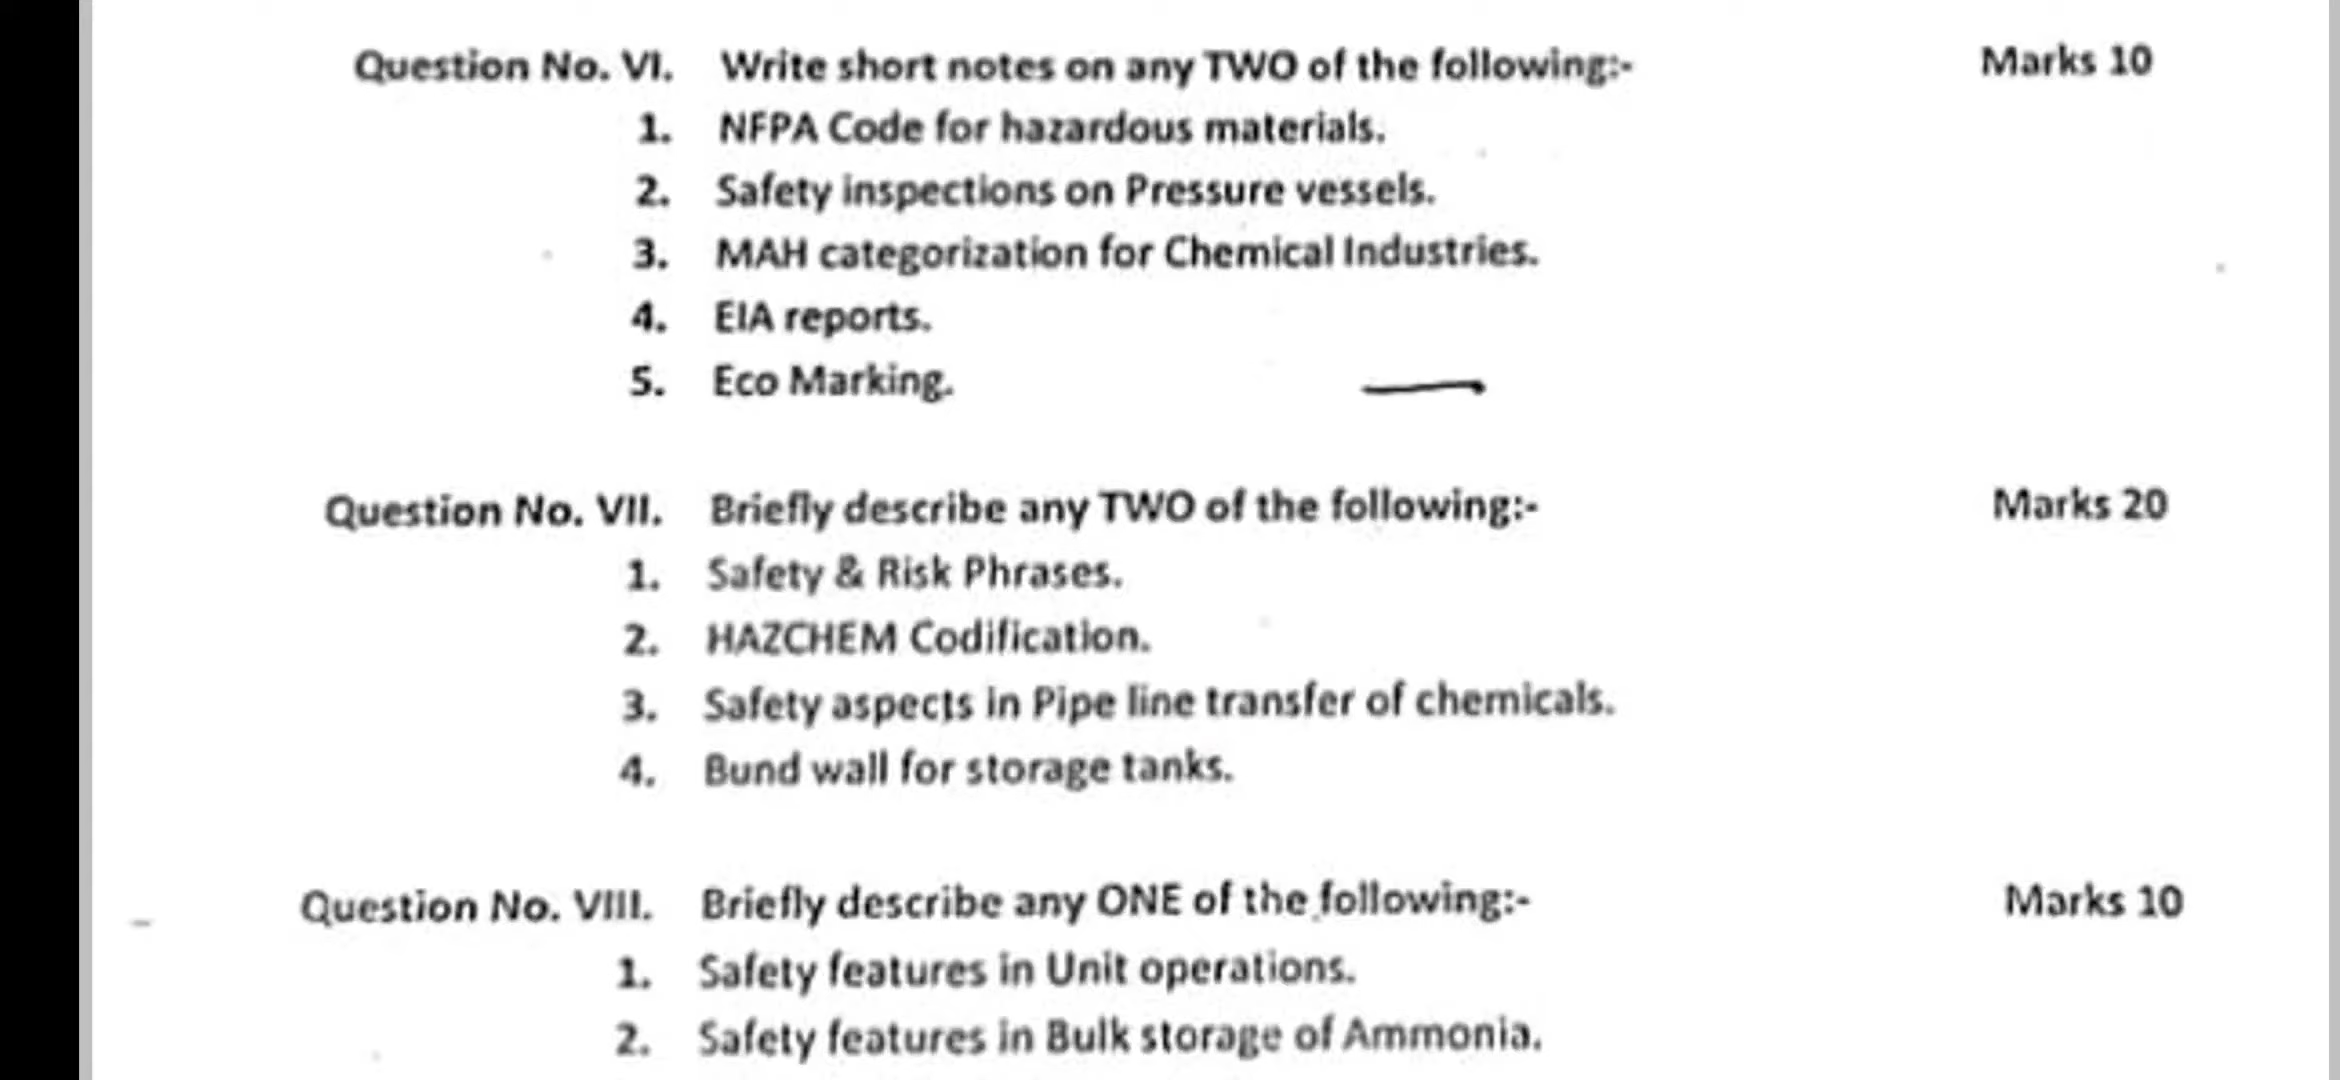 Question No. VI. Write short notes on any TWO of the following:- Marks 10
1. NFPA Code for hazardous materials.
2. Safety inspections on Pressure vessels.
3. MAH categorization for Chemical Industries.
4. EIA reports.
5. Eco Marking.
Question No. VII. Briefly describe any TWO of the following:- Marks 20
1. Safety & Risk Phrases.
2. HAZCHEM Codification.
3. Safety aspects in Pipe line transfer of chemicals.
4. Bund wall for storage tanks.
Question No. VIII. Briefly describe any ONE of the following:- Marks 10
1. Safety features in Unit operations.
2. Safety features in Bulk storage of Ammonia.